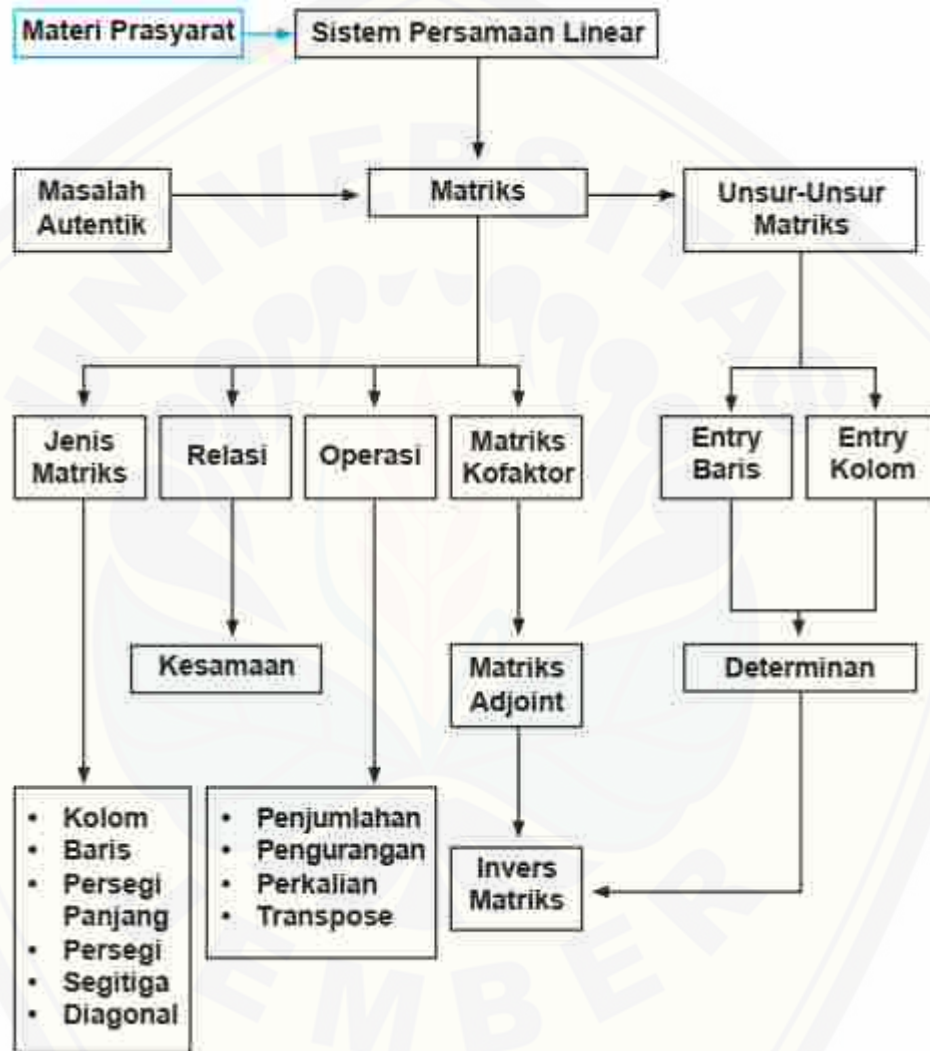 Materi Prasyarat
Sistem Persamaan Linear
Masalah
Autentik
Matriks
Unsur-Unsur
Matriks
Jenis
Matriks
Relasi
Operasi
Matriks
Kofaktor
Entry
Baris
Entry
Kolom
Kesamaan
Matriks
Adjoint
Determinan
• Kolom
• Baris
• Persegi
Panjang
• Persegi
• Segitiga
• Diagonal
• Penjumlahan
• Pengurangan
• Perkalian
• Transpose
Invers
Matriks
UNIVERSITAS
JEMBER